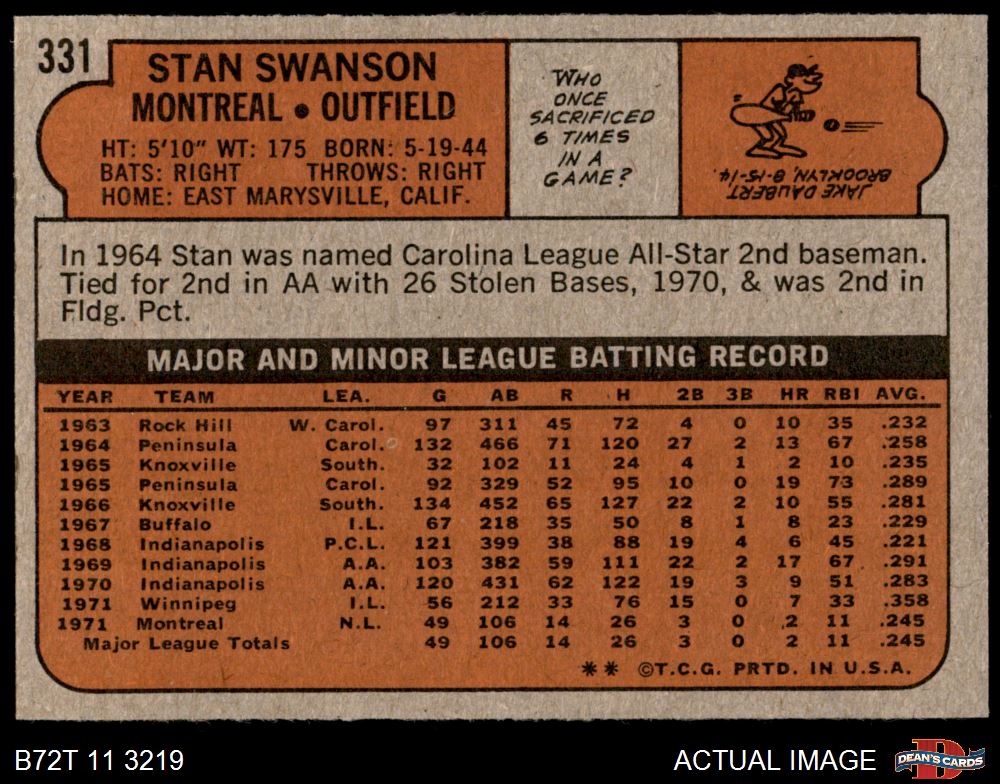 331
STAN SWANSON
MONTREAL • OUTFIELD
HT: 5'10" WT: 175 BORN: 5-19-44
BATS: RIGHT THROWS: RIGHT
HOME: EAST MARYSVILLE, CALIF.
WHO
ONCE
SACRIFICED
6 TIMES
IN A
GAME?
JAKE DAUBERT,
BROOKLYN, 8-15-14.
In 1964 Stan was named Carolina League All-Star 2nd baseman.
Tied for 2nd in AA with 26 Stolen Bases, 1970, & was 2nd in
Fldg. Pct.
MAJOR AND MINOR LEAGUE BATTING RECORD
YEAR TEAM LEA. G AB R H 2B 3B HR RBI AVG.
1963 Rock Hill W. Carol. 97 311 45 72 4 0 10 35 .232
1964 Peninsula Carol. 132 466 71 120 27 2 13 67 .258
1965 Knoxville South. 32 102 11 24 4 1 2 10 .235
1965 Peninsula Carol. 92 329 52 95 10 0 19 73 .289
1966 Knoxville South. 134 452 65 127 22 2 10 55 .281
1967 Buffalo I.L. 67 218 35 50 8 1 8 23 .229
1968 Indianapolis P.C.L. 121 399 38 88 19 4 6 45 .221
1969 Indianapolis A.A. 103 382 59 111 22 2 17 67 .291
1970 Indianapolis A.A. 120 431 62 122 19 3 9 51 .283
1971 Winnipeg I.L. 56 212 33 76 15 0 7 33 .358
1971 Montreal N.L. 49 106 14 26 3 0 2 11 .245
Major League Totals 49 106 14 26 3 0 2 11 .245
** ©T.C.G. PRTD. IN U.S.A.
B72T 11 3219
ACTUAL IMAGE
DEAN'S CARDS